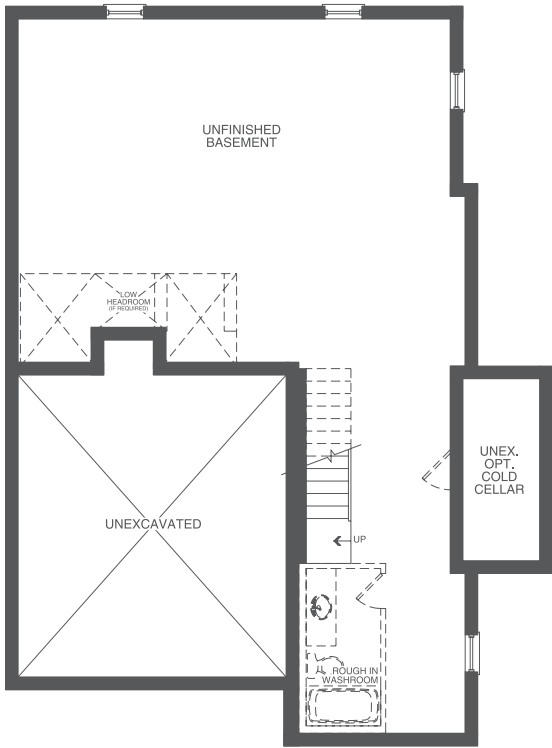 UNFINISHED
BASEMENT
LOW
HEADROOM
(IF REQUIRED)
UNEX.
OPT.
COLD
CELLAR
UNEXCAVATED
UP
ROUGH IN
WASHROOM